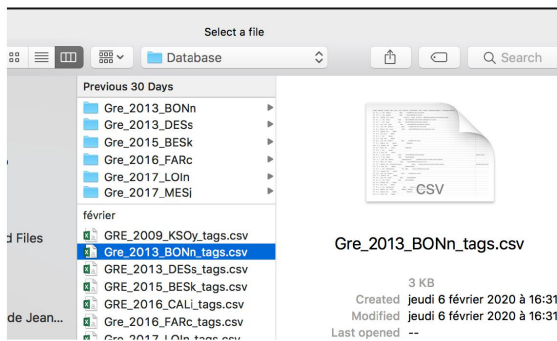 Select a file
Database
Search
Previous 30 Days
Gre_2013_BONn
Gre_2013_DESs
Gre_2015_BESk
Gre_2016_FARc
Gre_2017_LOIn
Gre_2017_MESj
février
GRE_2009_KSOy_tags.csv
Gre_2013_BONn_tags.csv
GRE_2013_DESs_tags.csv
GRE_2015_BESk_tags.csv
GRE_2016_CALi_tags.csv
Gre_2016_FARc_tags.csv
Gre_2017_LOIn_tags.csv
d Files
de Jean...
CSV
Gre_2013_BONn_tags.csv
3 KB
Created jeudi 6 février 2020 à 16:31
Modified jeudi 6 février 2020 à 16:31
Last opened --